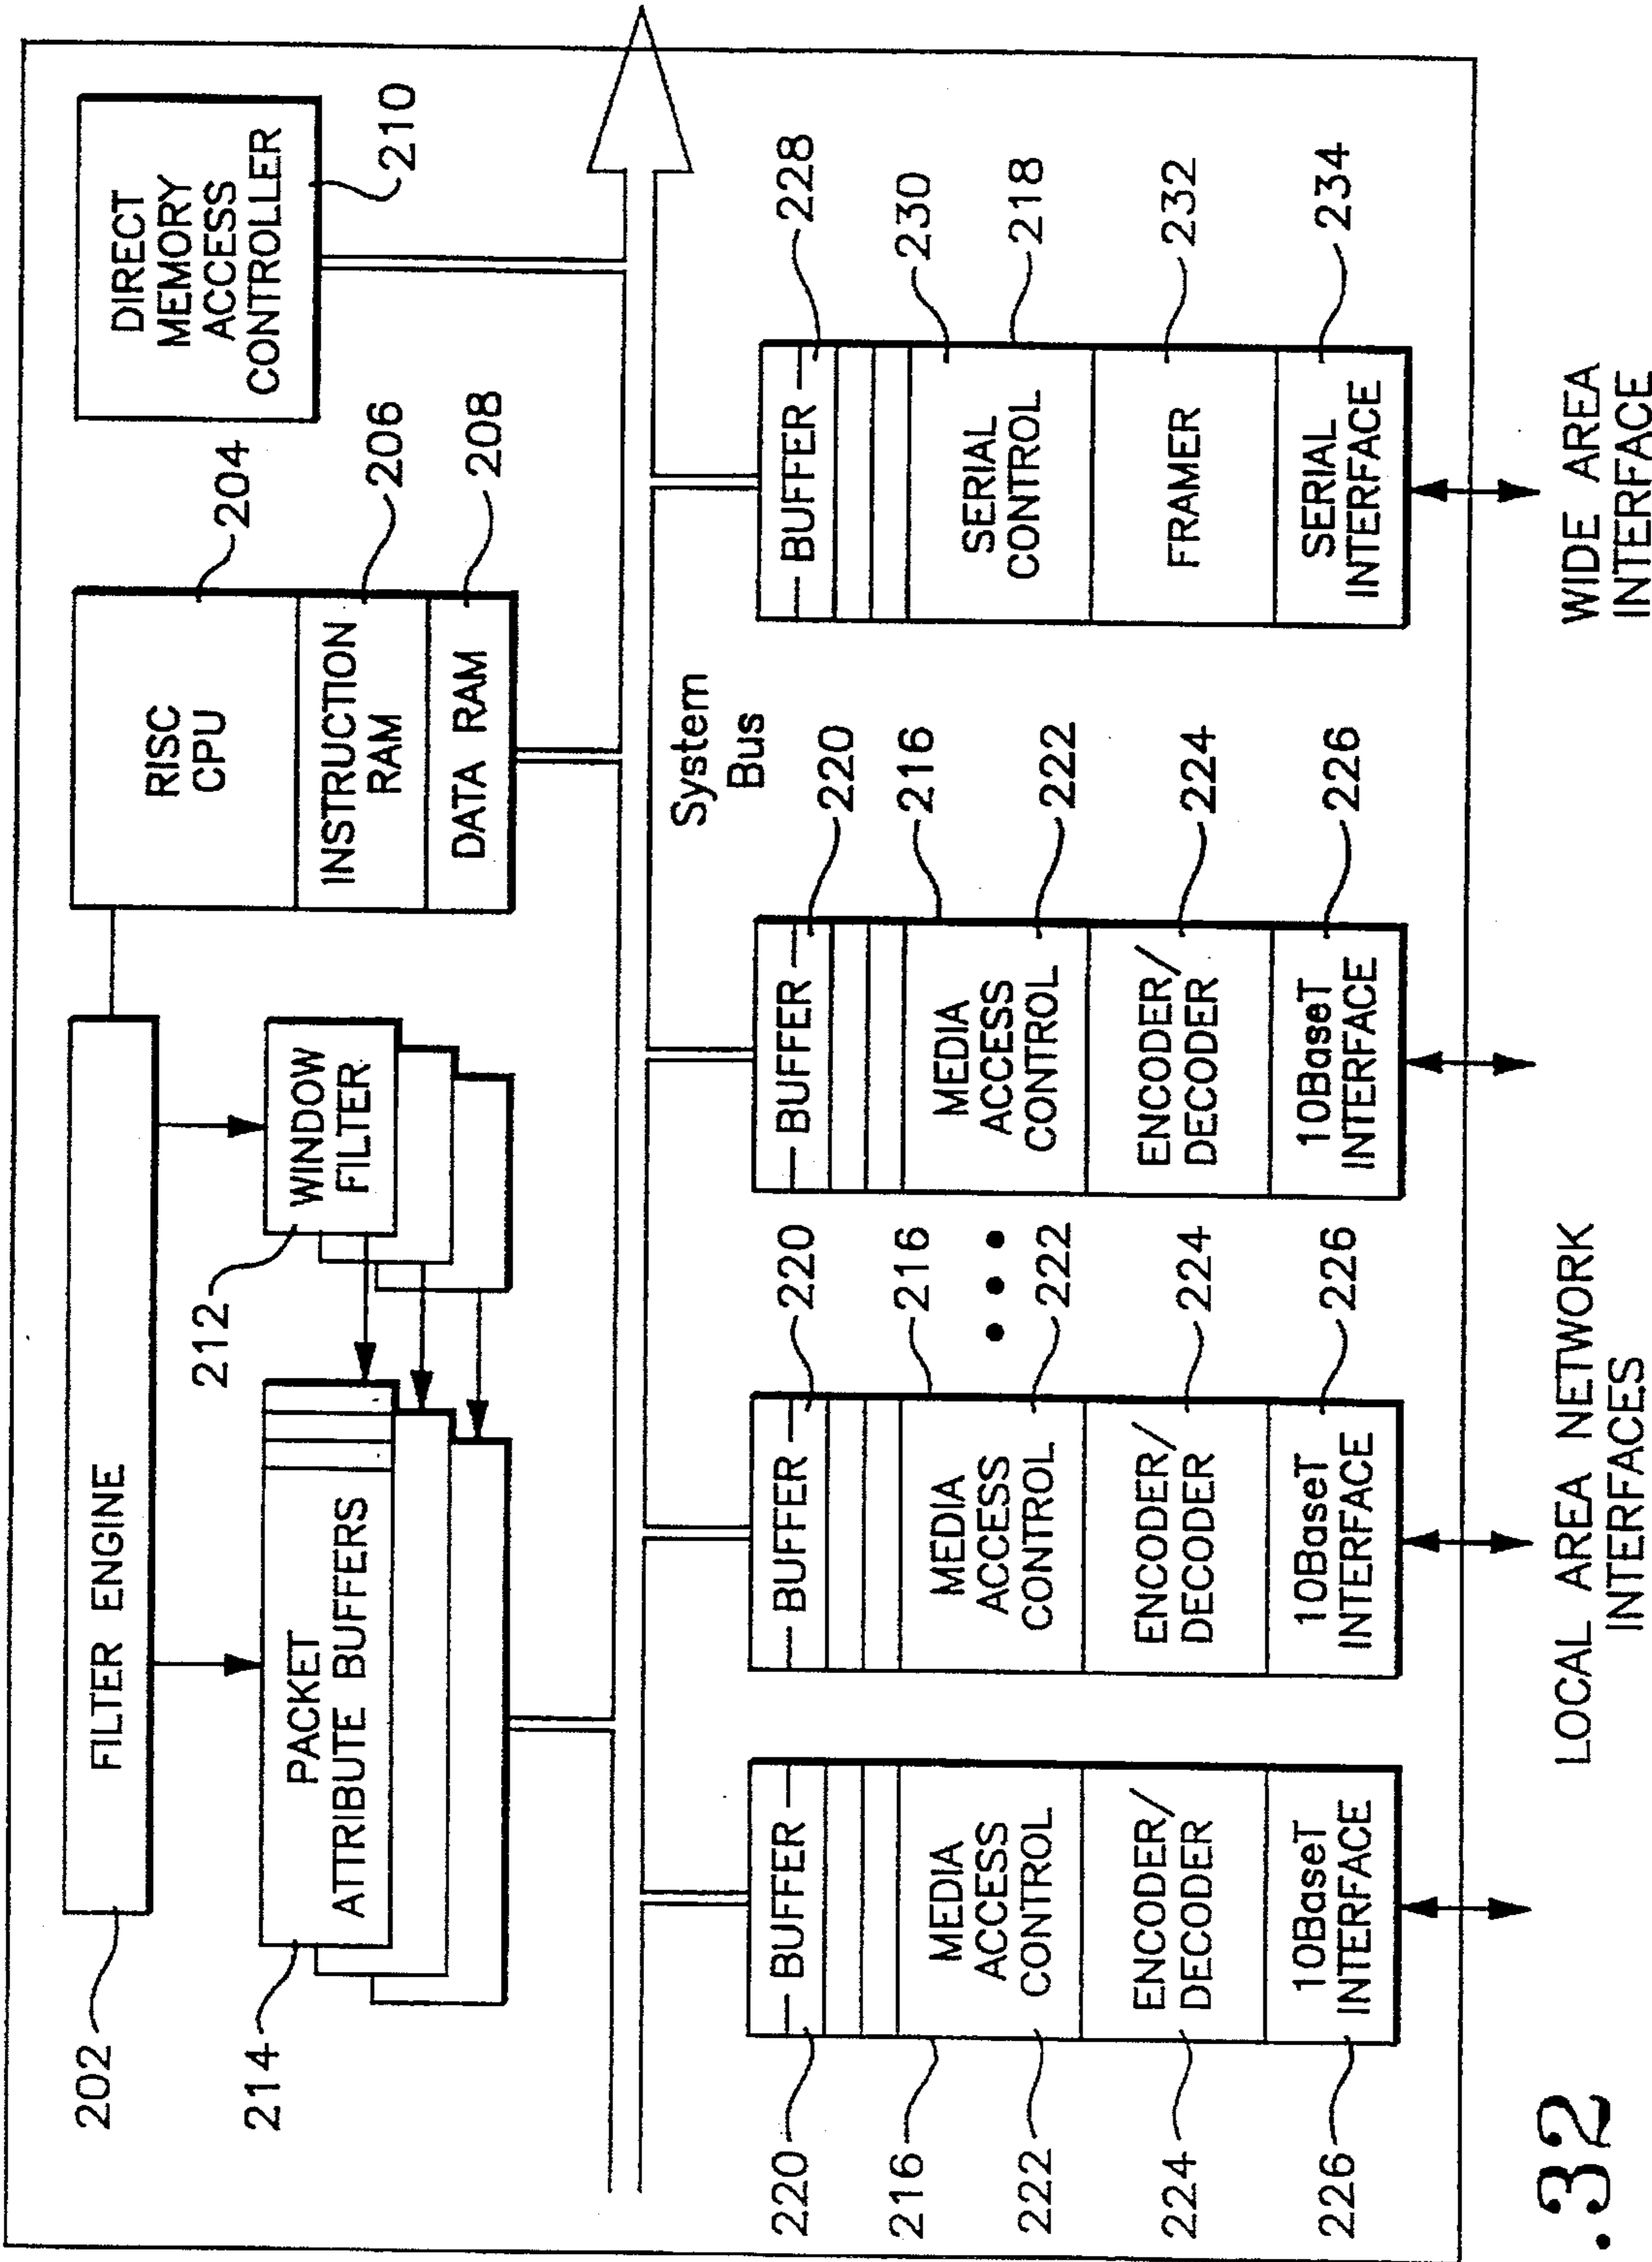 202
FILTER ENGINE
214
PACKET
ATTRIBUTE BUFFERS
212
WINDOW
FILTER
RISC
CPU
204
INSTRUCTION
RAM
206
DATA RAM
208
DIRECT
MEMORY
ACCESS
CONTROLLER
210
System
Bus
220
BUFFER
216
MEDIA
ACCESS
CONTROL
222
ENCODER/
DECODER
224
10BaseT
INTERFACE
226
BUFFER
220
216
MEDIA
ACCESS
CONTROL
222
ENCODER/
DECODER
224
10BaseT
INTERFACE
226
BUFFER
220
216
MEDIA
ACCESS
CONTROL
222
ENCODER/
DECODER
224
10BaseT
INTERFACE
226
BUFFER
228
SERIAL
CONTROL
230
218
FRAMER
232
SERIAL
INTERFACE
234
LOCAL AREA NETWORK
INTERFACES
WIDE AREA
INTERFACE
.32